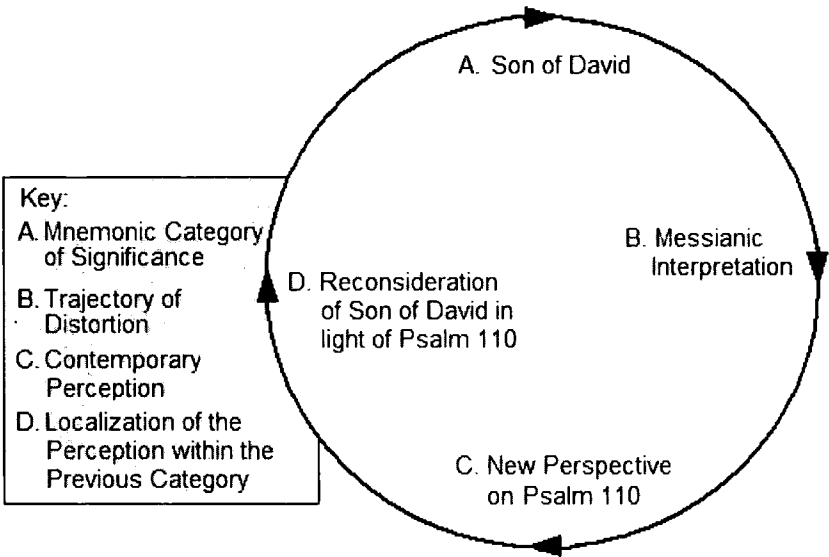 A. Son of David
Key:
A. Mnemonic Category
of Significance
B. Trajectory of
Distortion
C. Contemporary
Perception
D. Localization of the
Perception within the
Previous Category
B. Messianic
Interpretation
D. Reconsideration
of Son of David in
light of Psalm 110
C. New Perspective
on Psalm 110